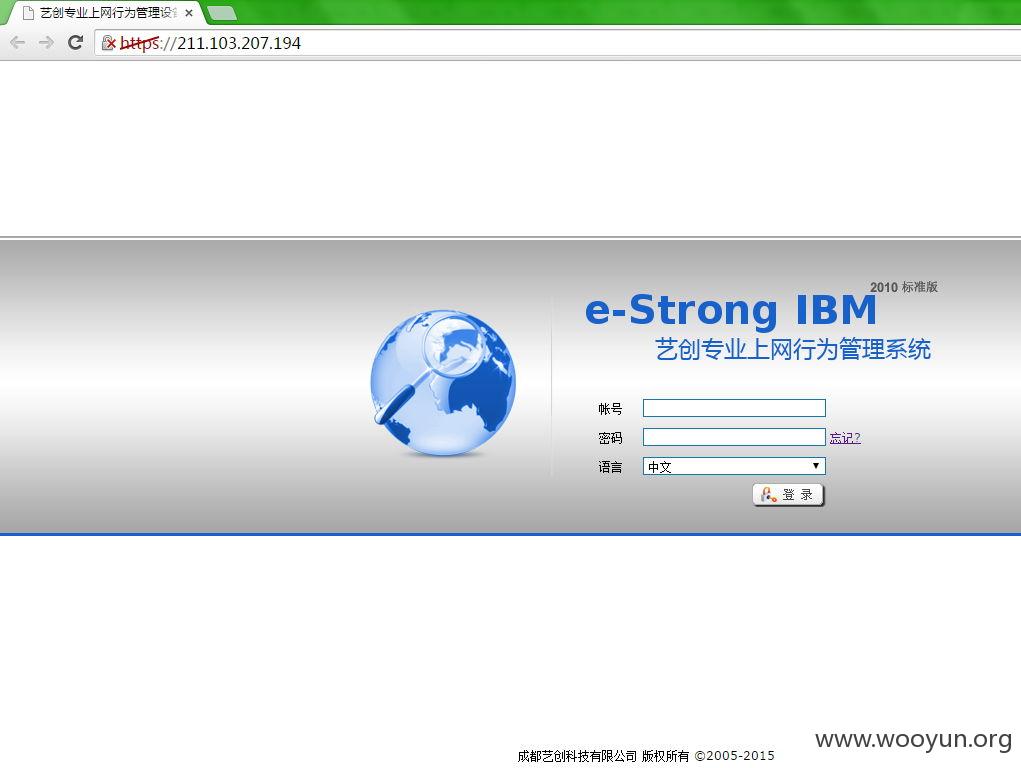 艺创专业上网行为管理设
https://211.103.207.194
2010 标准版
e-Strong IBM
艺创专业上网行为管理系统
帐号
密码 忘记?
语言 中文
登 录
www.wooyun.org
成都艺创科技有限公司 版权所有 ©2005-2015